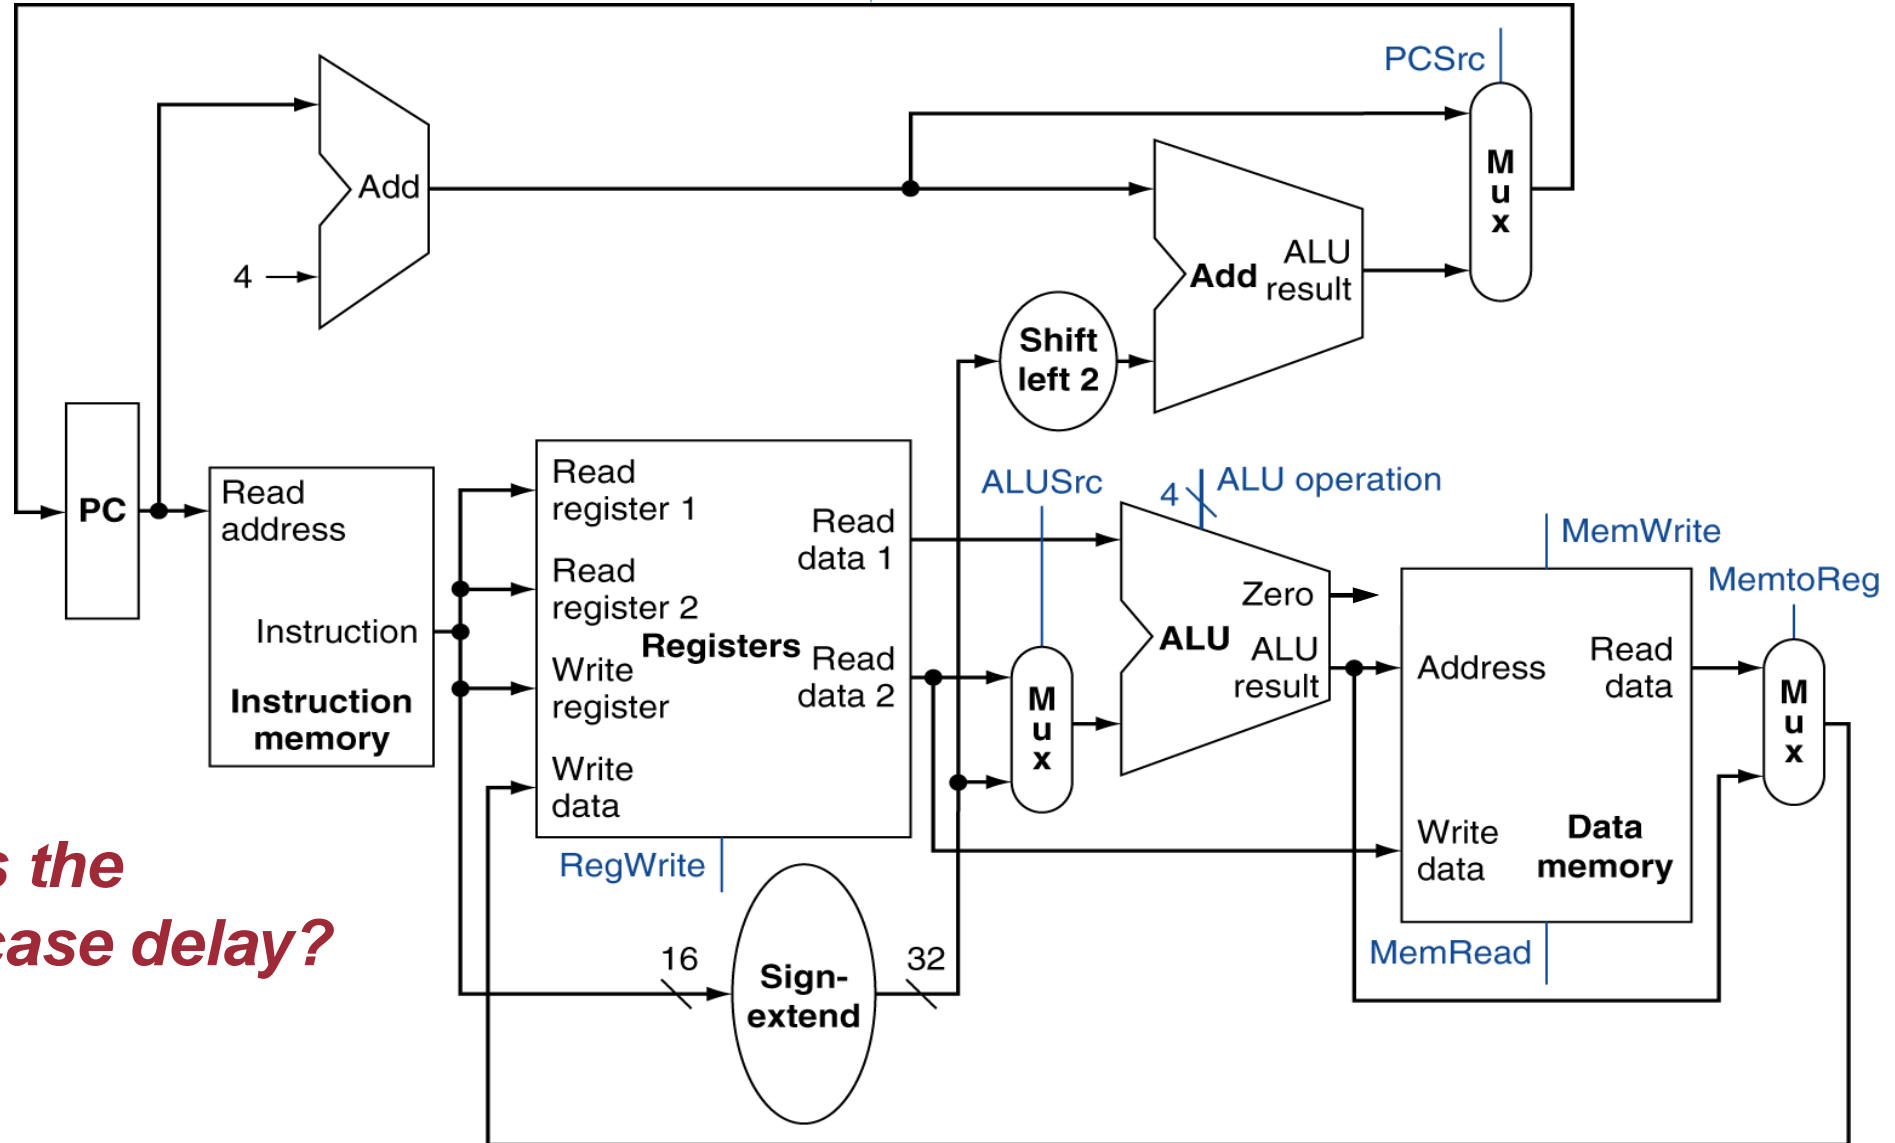 PCSrc
M
u
x
Add
4
Add
ALU
result
Shift
left 2
PC
Read
address
Instruction
Instruction
memory
Read
register 1
Read
register 2
Write
register
Write
data
Registers
Read
data 1
Read
data 2
RegWrite
ALUSrc
M
u
x
4
ALU operation
Zero
ALU
ALU
result
MemWrite
Address
Read
data
Write
data
Data
memory
MemRead
MemtoReg
M
u
x
16
Sign-
extend
32
s the
case delay?